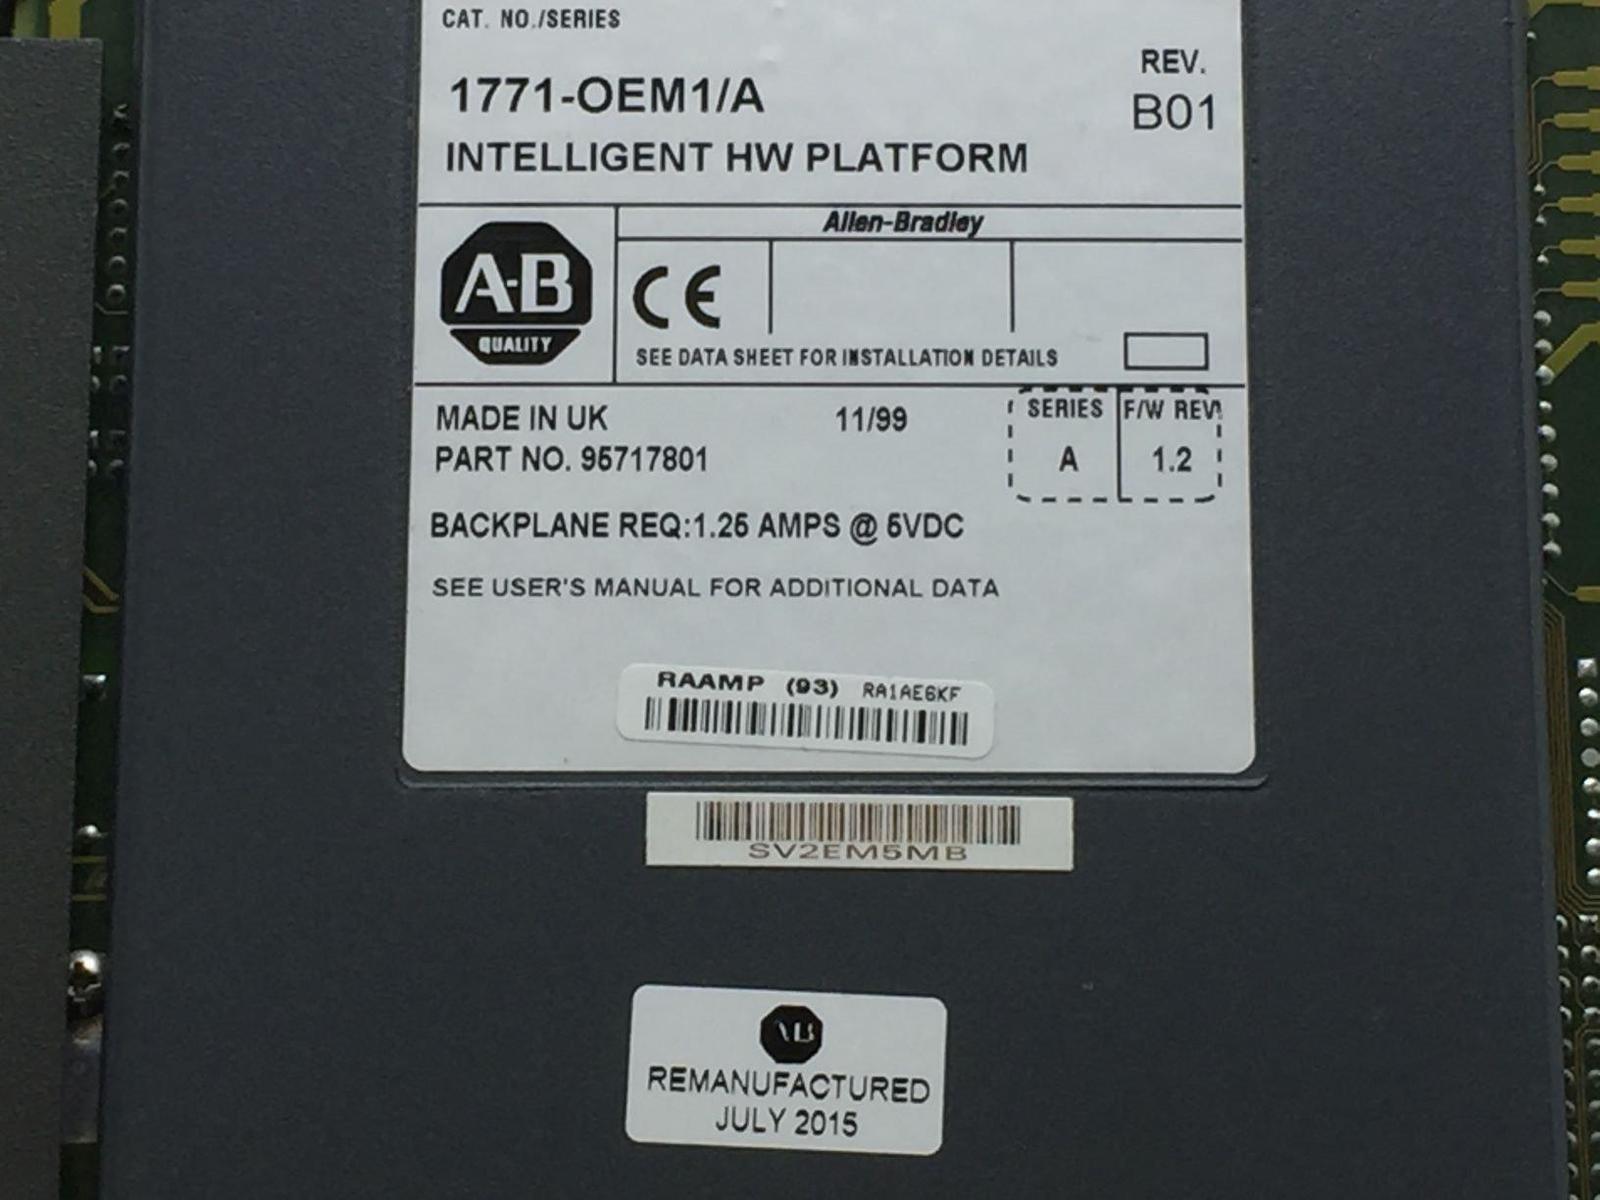 CAT. NO./SERIES
REV.
1771-OEM1/A
B01
INTELLIGENT HW PLATFORM
Allen-Bradley
A-B
QUALITY
CE
SEE DATA SHEET FOR INSTALLATION DETAILS
MADE IN UK 11/99
SERIES F/W REV
PART NO. 95717801
A 1.2
BACKPLANE REQ:1.25 AMPS @ 5VDC
SEE USER'S MANUAL FOR ADDITIONAL DATA
RAAMP (93) RA1AE6KF
SV2EM5MB
AB
REMANUFACTURED
JULY 2015